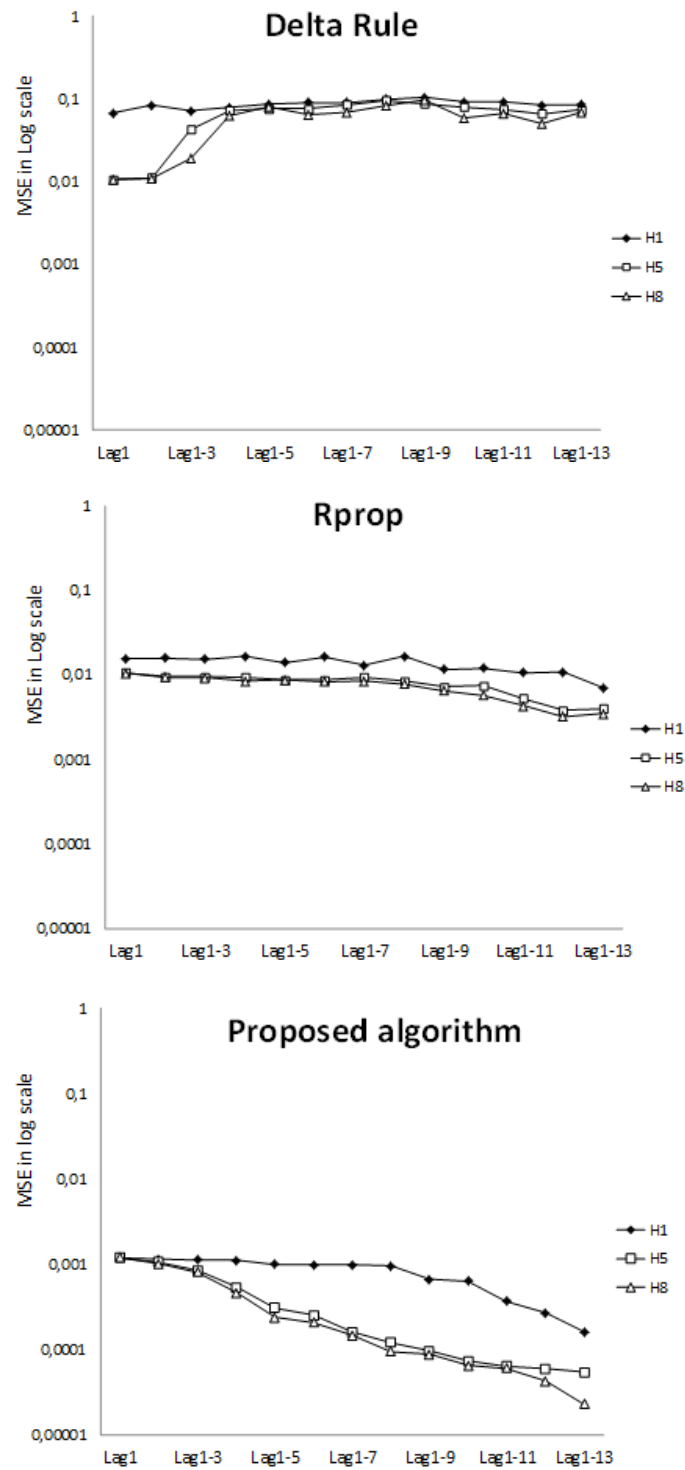 Delta Rule
MSE in Log scale
1
0,1
0,01
0,001
0,0001
0,00001
Lag1 Lag1-3 Lag1-5 Lag1-7 Lag1-9 Lag1-11 Lag1-13
H1
H5
H8
Rprop
MSE in Log scale
1
0,1
0,01
0,001
0,0001
0,00001
Lag1 Lag1-3 Lag1-5 Lag1-7 Lag1-9 Lag1-11 Lag1-13
H1
H5
H8
Proposed algorithm
MSE in log scale
1
0,1
0,01
0,001
0,0001
0,00001
Lag1 Lag1-3 Lag1-5 Lag1-7 Lag1-9 Lag1-11 Lag1-13
H1
H5
H8